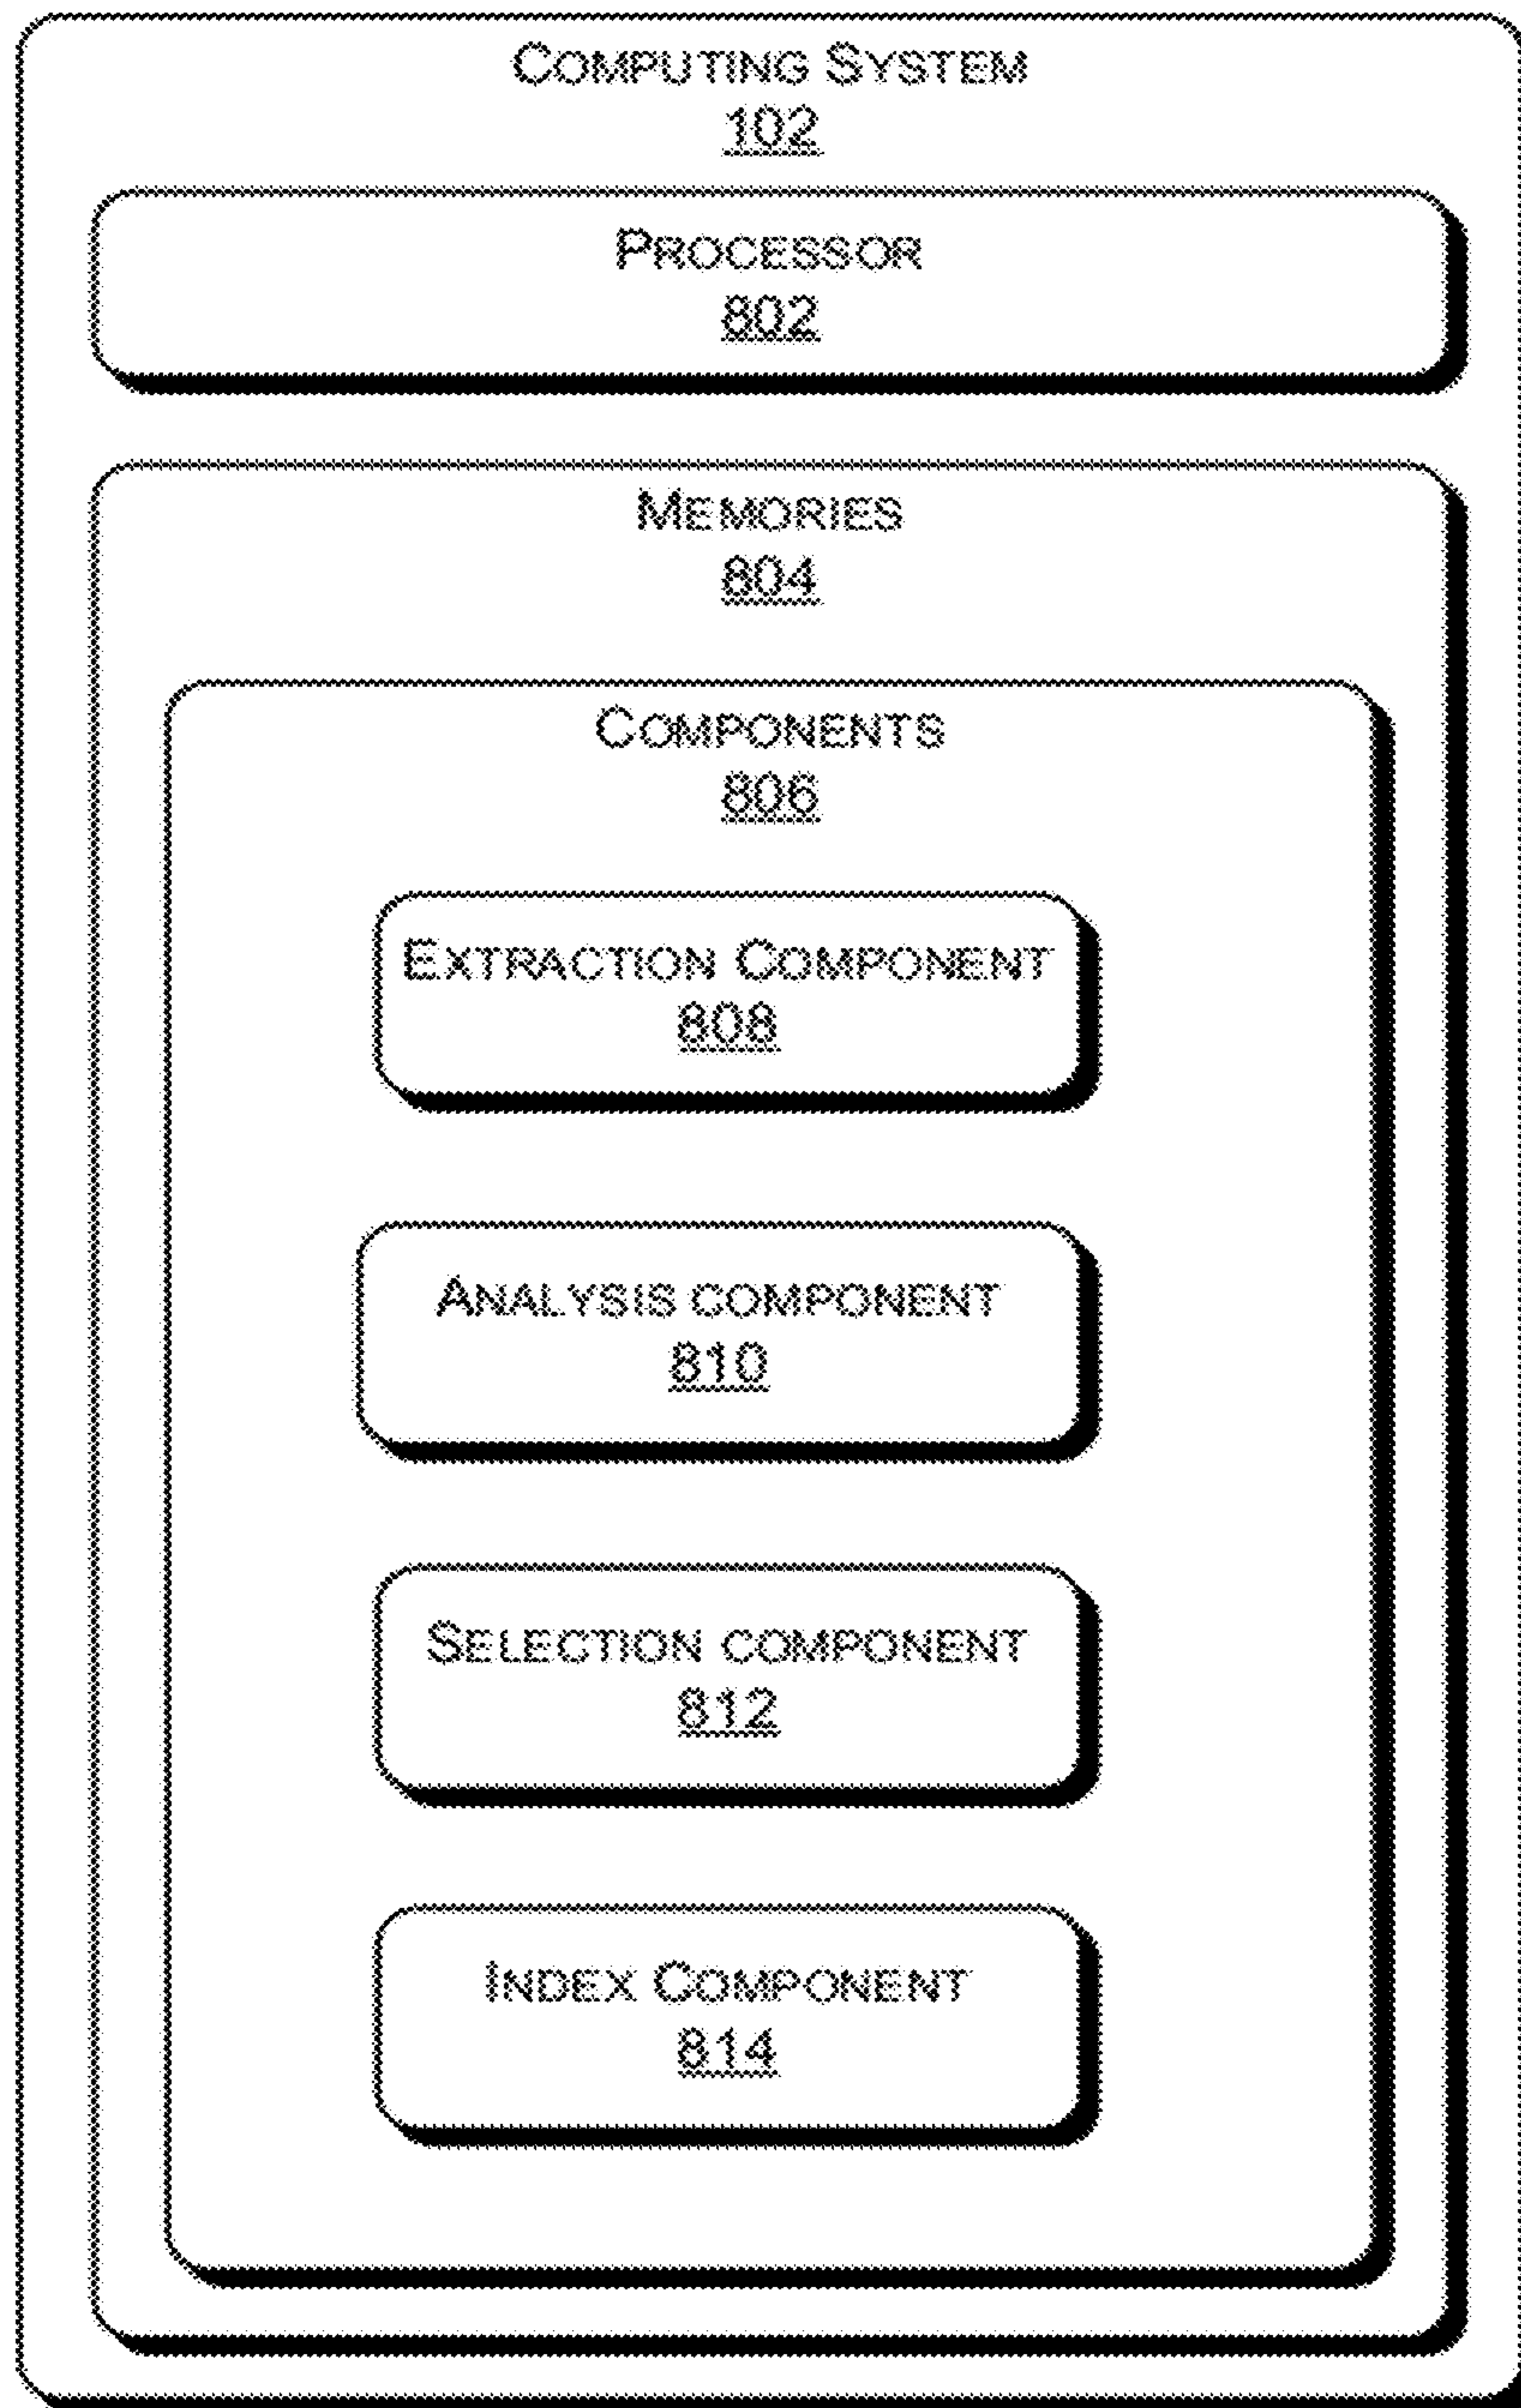 COMPUTING SYSTEM
102
PROCESSOR
802
MEMORIES
804
COMPONENTS
806
EXTRACTION COMPONENT
808
ANALYSIS COMPONENT
810
SELECTION COMPONENT
812
INDEX COMPONENT
814